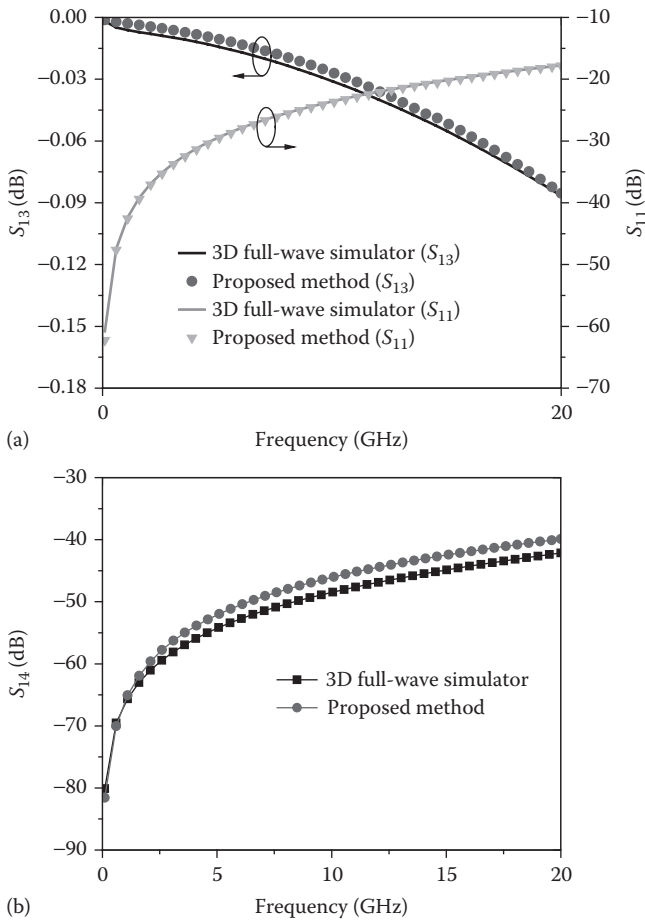 0.00
−0.03
−0.06
−0.09
−0.12
−0.15
−0.18
S13 (dB)
−10
−20
−30
−40
−50
−60
−70
S11 (dB)
3D full-wave simulator (S13)
Proposed method (S13)
3D full-wave simulator (S11)
Proposed method (S11)
0
20
Frequency (GHz)
(a)
−30
−40
−50
−60
−70
−80
−90
S14 (dB)
3D full-wave simulator
Proposed method
0
5
10
15
20
Frequency (GHz)
(b)